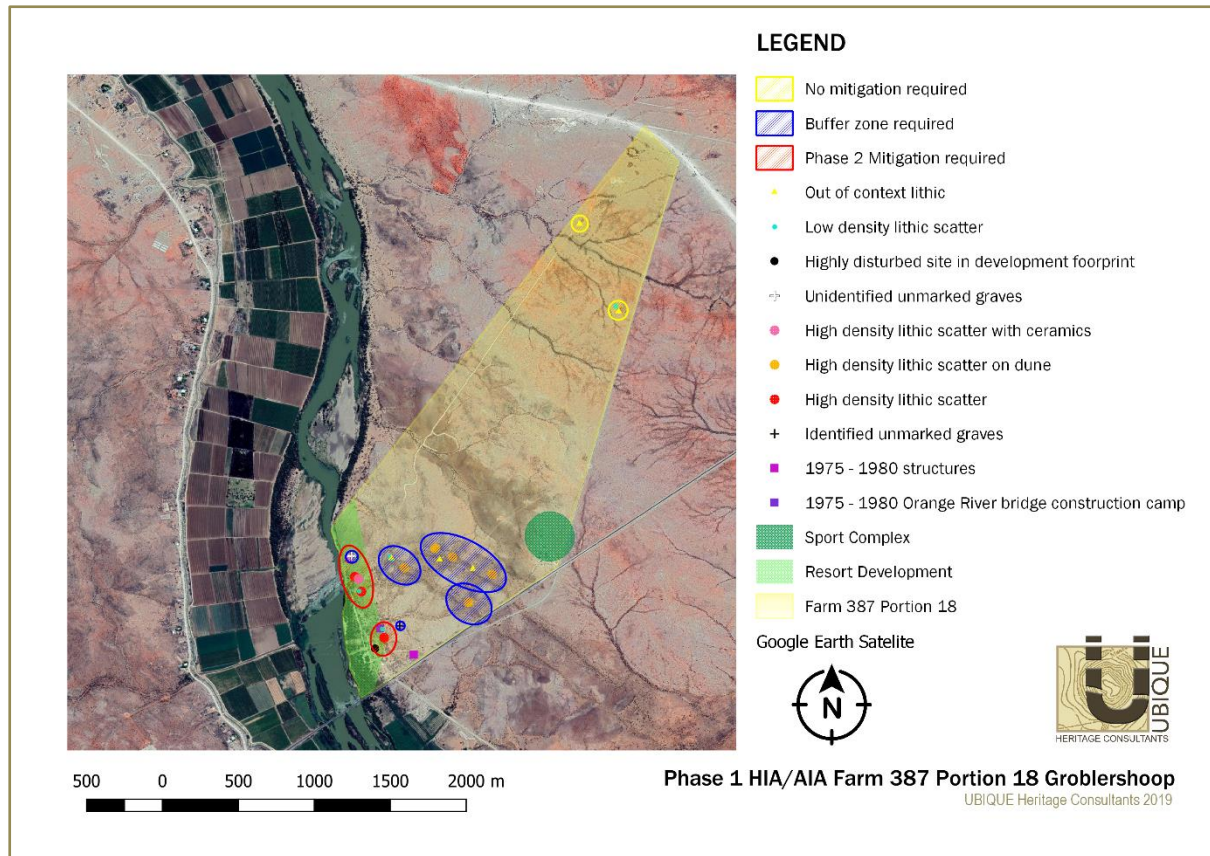 LEGEND
No mitigation required
Buffer zone required
Phase 2 Mitigation required
Out of context lithic
Low density lithic scatter
Highly disturbed site in development foorprint
Unidentified unmarked graves
High density lithic scatter with ceramics
High density lithic scatter on dune
High density lithic scatter
Identified unmarked graves
1975 - 1980 structures
1975 - 1980 Orange River bridge construction camp
Sport Complex
Resort Development
Farm 387 Portion 18
Google Earth Satelite
N
UBIQUE
HERITAGE CONSULTANTS
500 0 500 1000 1500 2000 m
Phase 1 HIA/AIA Farm 387 Portion 18 Groblershoop
UBIQUE Heritage Consultants 2019